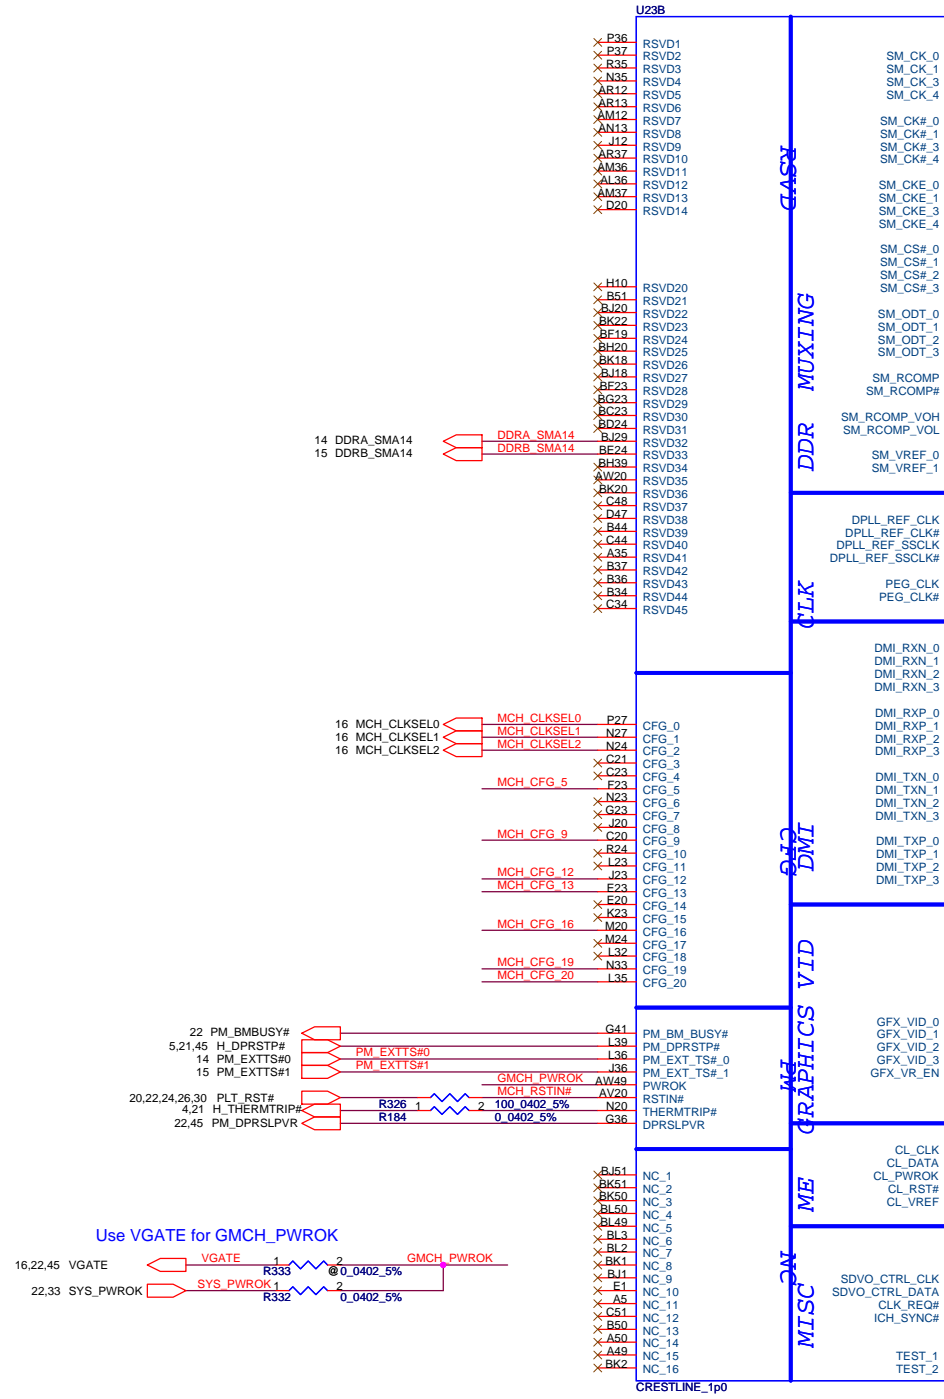 U23B
P36 RSVD1
P37 RSVD2
R35 RSVD3
N35 RSVD4
AR12 RSVD5
AR13 RSVD6
AM12 RSVD7
AN13 RSVD8
J12 RSVD9
AR37 RSVD10
AM36 RSVD11
AL36 RSVD12
AM37 RSVD13
D20 RSVD14
H10 RSVD20
B51 RSVD21
BJ20 RSVD22
BK22 RSVD23
BF19 RSVD24
BH20 RSVD25
BK18 RSVD26
BJ18 RSVD27
BF23 RSVD28
BG23 RSVD29
BC23 RSVD30
BD24 RSVD31
14 DDRA_SMA14 DDRA_SMA14 BJ29 RSVD32
15 DDRB_SMA14 DDRB_SMA14 BE24 RSVD33
BH39 RSVD34
AW20 RSVD35
BK20 RSVD36
C48 RSVD37
D47 RSVD38
B44 RSVD39
C44 RSVD40
A35 RSVD41
B37 RSVD42
B36 RSVD43
B34 RSVD44
C34 RSVD45
RSVD
16 MCH_CLKSEL0 MCH_CLKSEL0 P27 CFG_0
16 MCH_CLKSEL1 MCH_CLKSEL1 N27 CFG_1
16 MCH_CLKSEL2 MCH_CLKSEL2 N24 CFG_2
C21 CFG_3
C23 CFG_4
MCH_CFG_5 F23 CFG_5
N23 CFG_6
G23 CFG_7
J20 CFG_8
MCH_CFG_9 C20 CFG_9
R24 CFG_10
L23 CFG_11
MCH_CFG_12 J23 CFG_12
MCH_CFG_13 E23 CFG_13
E20 CFG_14
K23 CFG_15
MCH_CFG_16 M20 CFG_16
M24 CFG_17
L32 CFG_18
MCH_CFG_19 N33 CFG_19
MCH_CFG_20 L35 CFG_20
CFG
22 PM_BMBUSY# G41 PM_BM_BUSY#
5,21,45 H_DPRSTP# L39 PM_DPRSTP#
14 PM_EXTTS#0 PM_EXTTS#0 L36 PM_EXT_TS#_0
15 PM_EXTTS#1 PM_EXTTS#1 J36 PM_EXT_TS#_1
GMCH_PWROK AW49 PWROK
20,22,24,26,30 PLT_RST# R326 1 2 100_0402_5% MCH_RSTIN# AV20 RSTIN#
4,21 H_THERMTRIP# R184 0_0402_5% N20 THERMTRIP#
22,45 PM_DPRSLPVR G36 DPRSLPVR
PM
BJ51 NC_1
BK51 NC_2
BK50 NC_3
BL50 NC_4
BL49 NC_5
BL3 NC_6
BL2 NC_7
BK1 NC_8
BJ1 NC_9
E1 NC_10
A5 NC_11
C51 NC_12
B50 NC_13
A50 NC_14
A49 NC_15
BK2 NC_16
NC
DDR MUXING
SM_CK_0
SM_CK_1
SM_CK_3
SM_CK_4
SM_CK#_0
SM_CK#_1
SM_CK#_3
SM_CK#_4
SM_CKE_0
SM_CKE_1
SM_CKE_3
SM_CKE_4
SM_CS#_0
SM_CS#_1
SM_CS#_2
SM_CS#_3
SM_ODT_0
SM_ODT_1
SM_ODT_2
SM_ODT_3
SM_RCOMP
SM_RCOMP#
SM_RCOMP_VOH
SM_RCOMP_VOL
SM_VREF_0
SM_VREF_1
CLK
DPLL_REF_CLK
DPLL_REF_CLK#
DPLL_REF_SSCLK
DPLL_REF_SSCLK#
PEG_CLK
PEG_CLK#
DMI
DMI_RXN_0
DMI_RXN_1
DMI_RXN_2
DMI_RXN_3
DMI_RXP_0
DMI_RXP_1
DMI_RXP_2
DMI_RXP_3
DMI_TXN_0
DMI_TXN_1
DMI_TXN_2
DMI_TXN_3
DMI_TXP_0
DMI_TXP_1
DMI_TXP_2
DMI_TXP_3
GRAPHICS VID
GFX_VID_0
GFX_VID_1
GFX_VID_2
GFX_VID_3
GFX_VR_EN
ME
CL_CLK
CL_DATA
CL_PWROK
CL_RST#
CL_VREF
MISC
SDVO_CTRL_CLK
SDVO_CTRL_DATA
CLK_REQ#
ICH_SYNC#
TEST_1
TEST_2
CRESTLINE_1p0
Use VGATE for GMCH_PWROK
16,22,45 VGATE VGATE 1 2 GMCH_PWROK
R333 @0_0402_5%
22,33 SYS_PWROK SYS_PWROK 1 2
R332 0_0402_5%